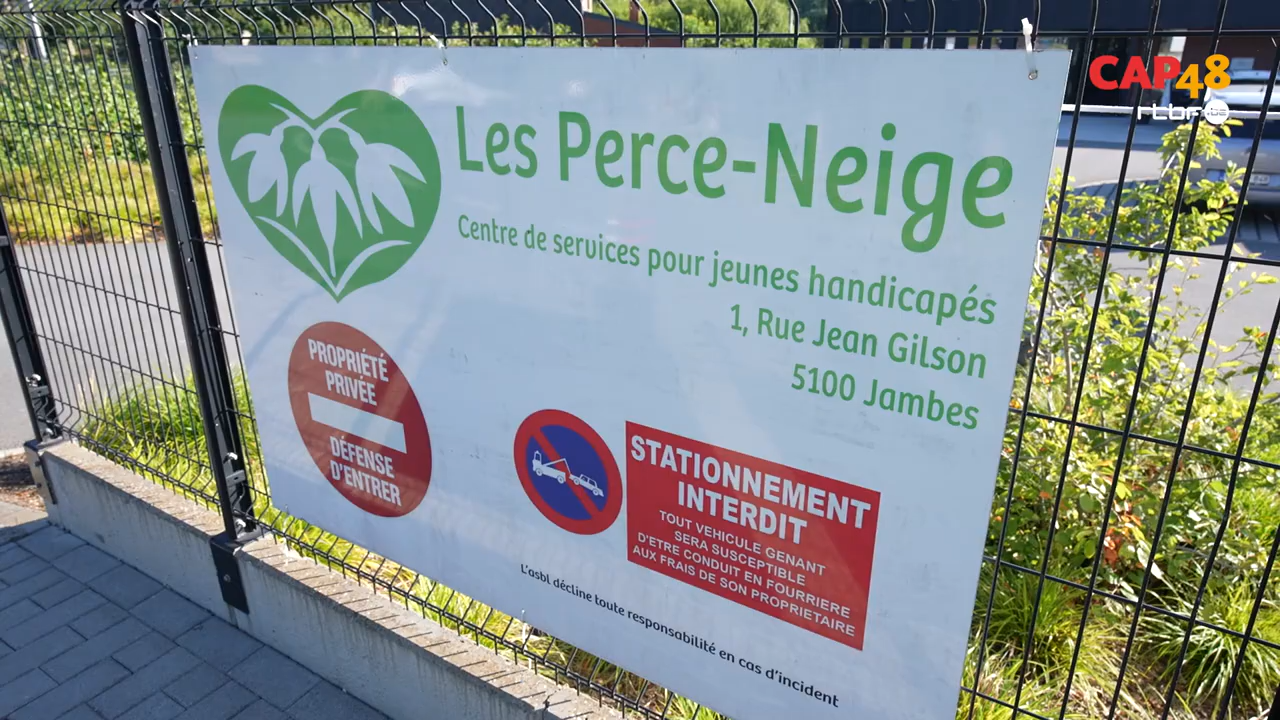 CAP48
rtbf.be
Les Perce-Neige
Centre de services pour jeunes handicapés
1, Rue Jean Gilson
5100 Jambes
PROPRIÉTÉ
PRIVÉE
DÉFENSE
D'ENTRER
STATIONNEMENT
INTERDIT
TOUT VEHICULE GENANT
SERA SUSCEPTIBLE
D'ETRE CONDUIT EN FOURRIERE
AUX FRAIS DE SON PROPRIETAIRE
L'asbl décline toute responsabilité en cas d'incident